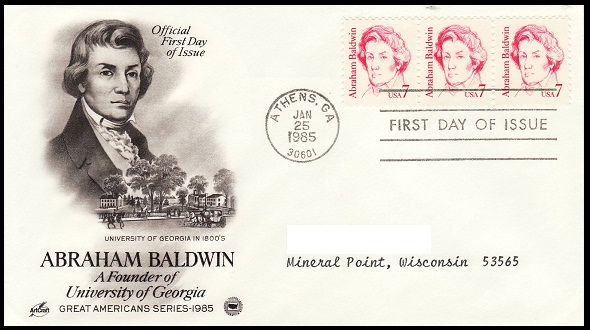 Official
First Day
of Issue
Abraham Baldwin
USA 7
Abraham Baldwin
USA 7
Abraham Baldwin
USA 7
ATHENS, GA
JAN
25
1985
30601
FIRST DAY OF ISSUE
UNIVERSITY OF GEORGIA IN 1800'S
ABRAHAM BALDWIN
A Founder of
University of Georgia
GREAT AMERICANS SERIES-1985
ArtCraft
Mineral Point, Wisconsin 53565